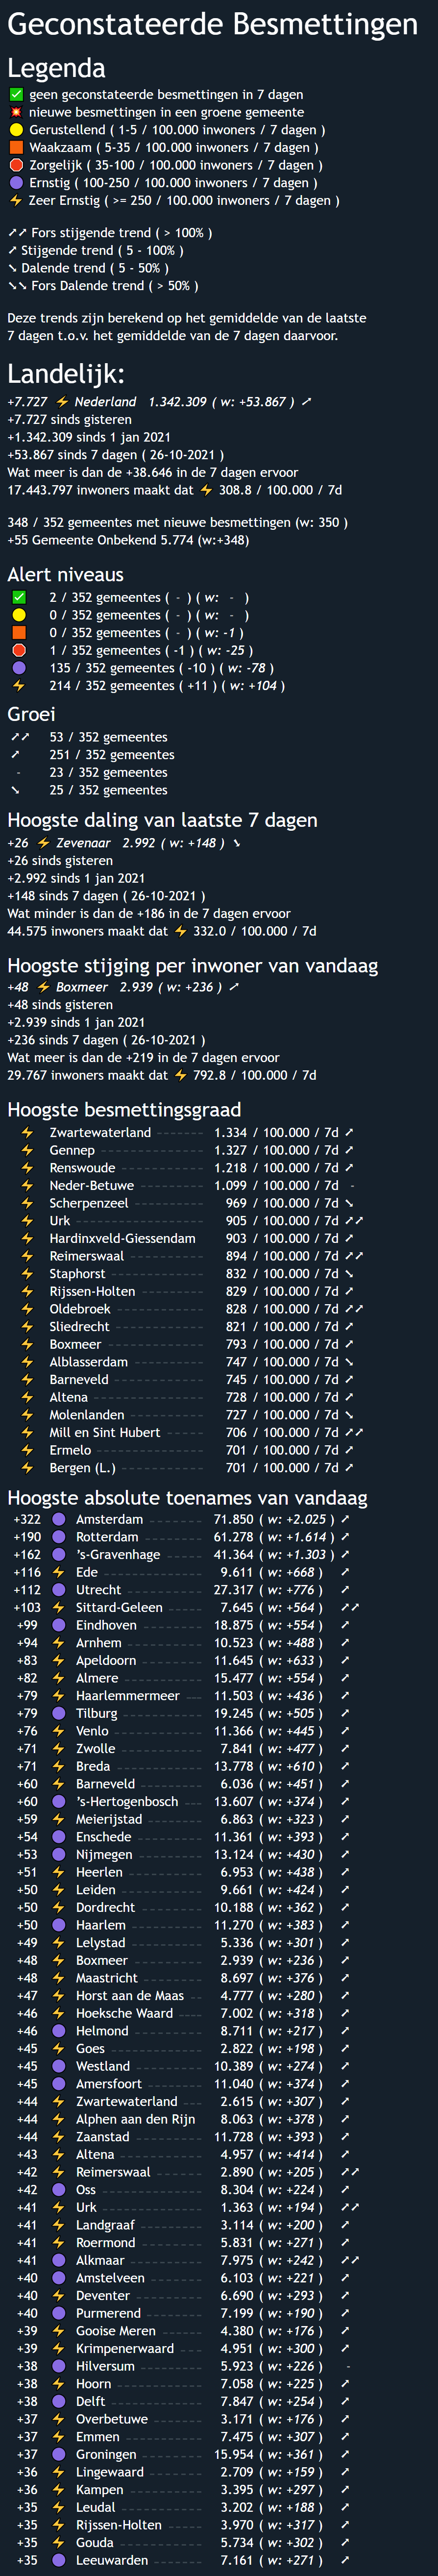 Geconstateerde Besmettingen
Legenda
✅ geen geconstateerde besmettingen in 7 dagen
💥 nieuwe besmettingen in een groene gemeente
🟡 Gerustellend ( 1-5 / 100.000 inwoners / 7 dagen )
🟧 Waakzaam ( 5-35 / 100.000 inwoners / 7 dagen )
🛑 Zorgelijk ( 35-100 / 100.000 inwoners / 7 dagen )
🟣 Ernstig ( 100-250 / 100.000 inwoners / 7 dagen )
⚡ Zeer Ernstig ( >= 250 / 100.000 inwoners / 7 dagen )
➚➚ Fors stijgende trend ( > 100% )
➚ Stijgende trend ( 5 - 100% )
➘ Dalende trend ( 5 - 50% )
➘➘ Fors Dalende trend ( > 50% )
Deze trends zijn berekend op het gemiddelde van de laatste
7 dagen t.o.v. het gemiddelde van de 7 dagen daarvoor.
Landelijk:
+7.727 ⚡ Nederland 1.342.309 ( w: +53.867 ) ➚
+7.727 sinds gisteren
+1.342.309 sinds 1 jan 2021
+53.867 sinds 7 dagen ( 26-10-2021 )
Wat meer is dan de +38.646 in de 7 dagen ervoor
17.443.797 inwoners maakt dat ⚡ 308.8 / 100.000 / 7d
348 / 352 gemeentes met nieuwe besmettingen (w: 350 )
+55 Gemeente Onbekend 5.774 (w:+348)
Alert niveaus
✅ 2 / 352 gemeentes ( - ) ( w: - )
🟡 0 / 352 gemeentes ( - ) ( w: - )
🟧 0 / 352 gemeentes ( - ) ( w: -1 )
🛑 1 / 352 gemeentes ( -1 ) ( w: -25 )
🟣 135 / 352 gemeentes ( -10 ) ( w: -78 )
⚡ 214 / 352 gemeentes ( +11 ) ( w: +104 )
Groei
➚➚ 53 / 352 gemeentes
➚ 251 / 352 gemeentes
- 23 / 352 gemeentes
➘ 25 / 352 gemeentes
Hoogste daling van laatste 7 dagen
+26 ⚡ Zevenaar 2.992 ( w: +148 ) ➘
+26 sinds gisteren
+2.992 sinds 1 jan 2021
+148 sinds 7 dagen ( 26-10-2021 )
Wat minder is dan de +186 in de 7 dagen ervoor
44.575 inwoners maakt dat ⚡ 332.0 / 100.000 / 7d
Hoogste stijging per inwoner van vandaag
+48 ⚡ Boxmeer 2.939 ( w: +236 ) ➚
+48 sinds gisteren
+2.939 sinds 1 jan 2021
+236 sinds 7 dagen ( 26-10-2021 )
Wat meer is dan de +219 in de 7 dagen ervoor
29.767 inwoners maakt dat ⚡ 792.8 / 100.000 / 7d
Hoogste besmettingsgraad
⚡ Zwartewaterland 1.334 / 100.000 / 7d ➚
⚡ Gennep 1.327 / 100.000 / 7d ➚
⚡ Renswoude 1.218 / 100.000 / 7d ➚
⚡ Neder-Betuwe 1.099 / 100.000 / 7d -
⚡ Scherpenzeel 969 / 100.000 / 7d ➘
⚡ Urk 905 / 100.000 / 7d ➚➚
⚡ Hardinxveld-Giessendam 903 / 100.000 / 7d ➚
⚡ Reimerswaal 894 / 100.000 / 7d ➚➚
⚡ Staphorst 832 / 100.000 / 7d ➘
⚡ Rijssen-Holten 829 / 100.000 / 7d ➚
⚡ Oldebroek 828 / 100.000 / 7d ➚➚
⚡ Sliedrecht 821 / 100.000 / 7d ➚
⚡ Boxmeer 793 / 100.000 / 7d ➚
⚡ Alblasserdam 747 / 100.000 / 7d ➘
⚡ Barneveld 745 / 100.000 / 7d ➚
⚡ Altena 728 / 100.000 / 7d ➚
⚡ Molenlanden 727 / 100.000 / 7d ➘
⚡ Mill en Sint Hubert 706 / 100.000 / 7d ➚➚
⚡ Ermelo 701 / 100.000 / 7d ➚
⚡ Bergen (L.) 701 / 100.000 / 7d ➚
Hoogste absolute toenames van vandaag
+322 🟣 Amsterdam 71.850 ( w: +2.025 ) ➚
+190 🟣 Rotterdam 61.278 ( w: +1.614 ) ➚
+162 🟣 's-Gravenhage 41.364 ( w: +1.303 ) ➚
+116 ⚡ Ede 9.611 ( w: +668 ) ➚
+112 🟣 Utrecht 27.317 ( w: +776 ) ➚
+103 ⚡ Sittard-Geleen 7.645 ( w: +564 ) ➚➚
+99 🟣 Eindhoven 18.875 ( w: +554 ) ➚
+94 ⚡ Arnhem 10.523 ( w: +488 ) ➚
+83 ⚡ Apeldoorn 11.645 ( w: +633 ) ➚
+82 ⚡ Almere 15.477 ( w: +554 ) ➚
+79 ⚡ Haarlemmermeer 11.503 ( w: +436 ) ➚
+79 🟣 Tilburg 19.245 ( w: +505 ) ➚
+76 ⚡ Venlo 11.366 ( w: +445 ) ➚
+71 ⚡ Zwolle 7.841 ( w: +477 ) ➚
+71 ⚡ Breda 13.778 ( w: +610 ) ➚
+60 ⚡ Barneveld 6.036 ( w: +451 ) ➚
+60 🟣 's-Hertogenbosch 13.607 ( w: +374 ) ➚
+59 ⚡ Meierijstad 6.863 ( w: +323 ) ➚
+54 🟣 Enschede 11.361 ( w: +393 ) ➚
+53 🟣 Nijmegen 13.124 ( w: +430 ) ➚
+51 ⚡ Heerlen 6.953 ( w: +438 ) ➚
+50 ⚡ Leiden 9.661 ( w: +424 ) ➚
+50 ⚡ Dordrecht 10.188 ( w: +362 ) ➚
+50 🟣 Haarlem 11.270 ( w: +383 ) ➚
+49 ⚡ Lelystad 5.336 ( w: +301 ) ➚
+48 ⚡ Boxmeer 2.939 ( w: +236 ) ➚
+48 ⚡ Maastricht 8.697 ( w: +376 ) ➚
+47 ⚡ Horst aan de Maas 4.777 ( w: +280 ) ➚
+46 ⚡ Hoeksche Waard 7.002 ( w: +318 ) ➚
+46 🟣 Helmond 8.711 ( w: +217 ) ➚
+45 ⚡ Goes 2.822 ( w: +198 ) ➚
+45 🟣 Westland 10.389 ( w: +274 ) ➚
+45 🟣 Amersfoort 11.040 ( w: +374 ) ➚
+44 ⚡ Zwartewaterland 2.615 ( w: +307 ) ➚
+44 ⚡ Alphen aan den Rijn 8.063 ( w: +378 ) ➚
+44 ⚡ Zaanstad 11.728 ( w: +393 ) ➚
+43 ⚡ Altena 4.957 ( w: +414 ) ➚
+42 ⚡ Reimerswaal 2.890 ( w: +205 ) ➚➚
+42 🟣 Oss 8.304 ( w: +224 ) ➚
+41 ⚡ Urk 1.363 ( w: +194 ) ➚➚
+41 ⚡ Landgraaf 3.114 ( w: +200 ) ➚
+41 ⚡ Roermond 5.831 ( w: +271 ) ➚
+41 🟣 Alkmaar 7.975 ( w: +242 ) ➚➚
+40 🟣 Amstelveen 6.103 ( w: +221 ) ➚
+40 ⚡ Deventer 6.690 ( w: +293 ) ➚
+40 🟣 Purmerend 7.199 ( w: +190 ) ➚
+39 ⚡ Gooise Meren 4.380 ( w: +176 ) ➚
+39 ⚡ Krimpenerwaard 4.951 ( w: +300 ) ➚
+38 🟣 Hilversum 5.923 ( w: +226 ) -
+38 ⚡ Hoorn 7.058 ( w: +225 ) ➚
+38 🟣 Delft 7.847 ( w: +254 ) ➚
+37 ⚡ Overbetuwe 3.171 ( w: +176 ) ➚
+37 ⚡ Emmen 7.475 ( w: +307 ) ➚
+37 🟣 Groningen 15.954 ( w: +361 ) ➚
+36 ⚡ Lingewaard 2.709 ( w: +159 ) ➚
+36 ⚡ Kampen 3.395 ( w: +297 ) ➚
+35 ⚡ Leudal 3.202 ( w: +188 ) ➚
+35 ⚡ Rijssen-Holten 3.970 ( w: +317 ) ➚
+35 ⚡ Gouda 5.734 ( w: +302 ) ➚
+35 🟣 Leeuwarden 7.161 ( w: +271 ) ➚